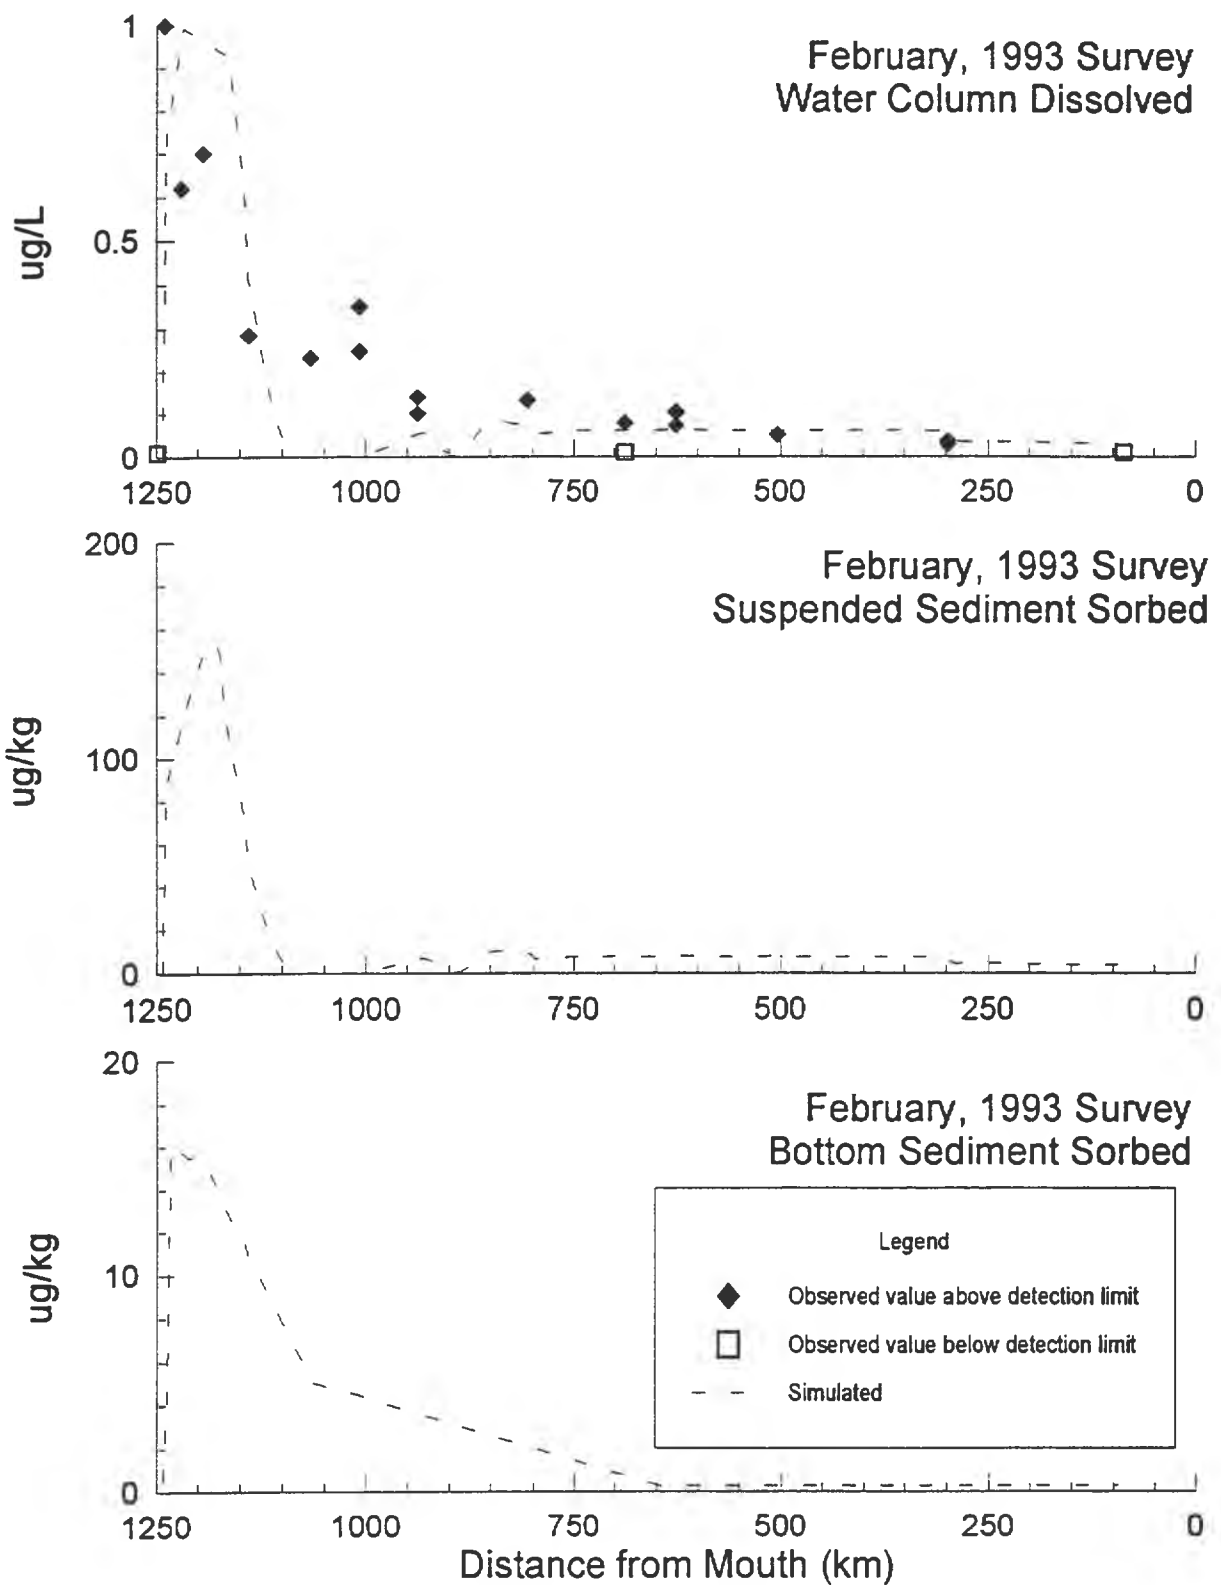 February, 1993 Survey
Water Column Dissolved
ug/L
1
0.5
0
1250 1000 750 500 250 0
February, 1993 Survey
Suspended Sediment Sorbed
ug/kg
200
100
0
1250 1000 750 500 250 0
February, 1993 Survey
Bottom Sediment Sorbed
ug/kg
20
10
0
Legend
Observed value above detection limit
Observed value below detection limit
Simulated
1250 1000 750 500 250 0
Distance from Mouth (km)